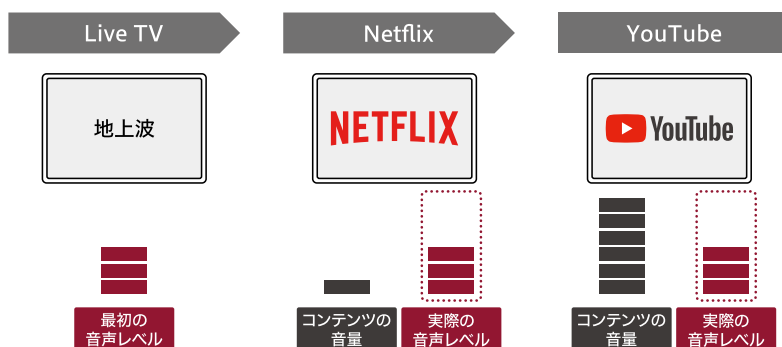 Live TV
Netflix
YouTube
地上波
NETFLIX
YouTube
最初の
音声レベル
コンテンツの
音量
実際の
音声レベル
コンテンツの
音量
実際の
音声レベル